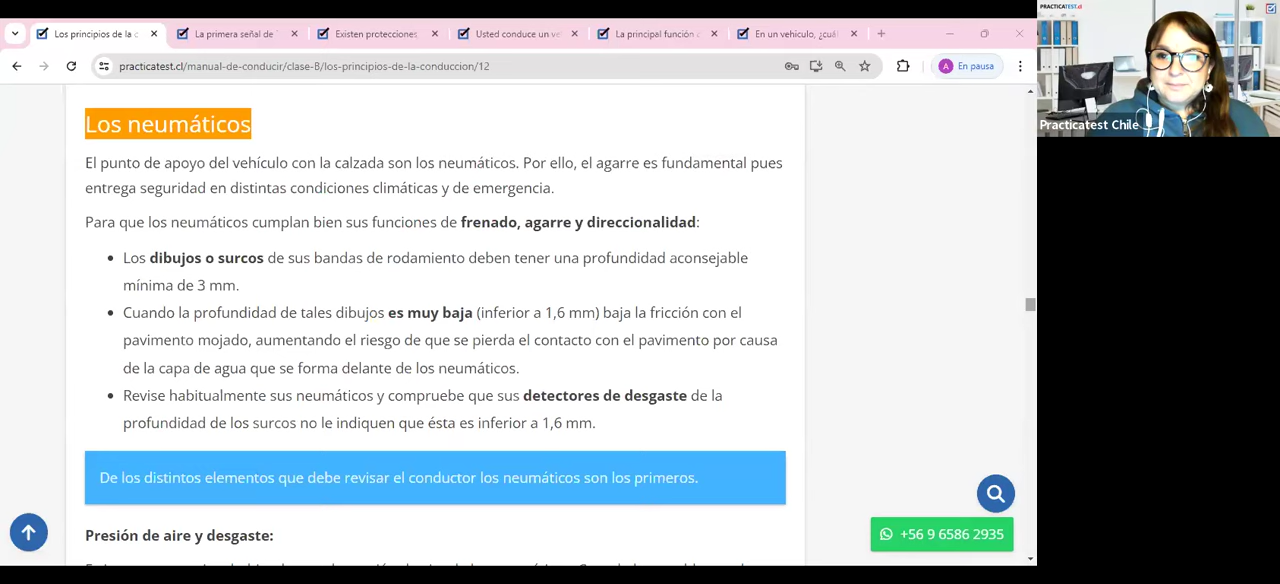 Los principios de la c
La primera señal de
Existen protecciones
Usted conduce un ve
La principal función
En un vehículo, ¿cuá
practicatest.cl/manual-de-conducir/clase-B/los-principios-de-la-conduccion/12
A En pausa
PRACTICATEST.cl
Practicatest Chile
Los neumáticos
El punto de apoyo del vehículo con la calzada son los neumáticos. Por ello, el agarre es fundamental pues
entrega seguridad en distintas condiciones climáticas y de emergencia.
Para que los neumáticos cumplan bien sus funciones de frenado, agarre y direccionalidad:
Los dibujos o surcos de sus bandas de rodamiento deben tener una profundidad aconsejable
mínima de 3 mm.
Cuando la profundidad de tales dibujos es muy baja (inferior a 1,6 mm) baja la fricción con el
pavimento mojado, aumentando el riesgo de que se pierda el contacto con el pavimento por causa
de la capa de agua que se forma delante de los neumáticos.
Revise habitualmente sus neumáticos y compruebe que sus detectores de desgaste de la
profundidad de los surcos no le indiquen que ésta es inferior a 1,6 mm.
De los distintos elementos que debe revisar el conductor los neumáticos son los primeros.
+56 9 6586 2935
Presión de aire y desgaste: